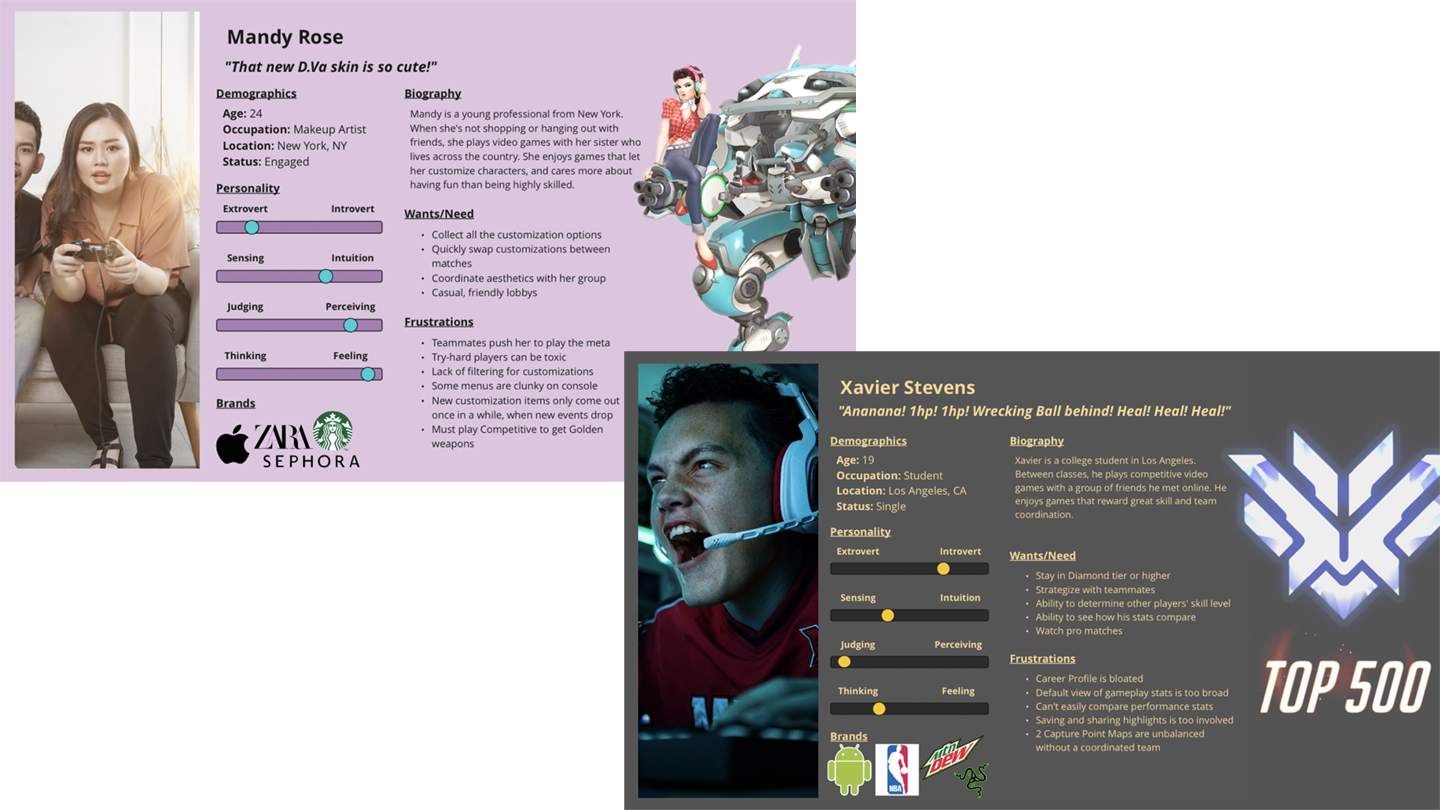 Mandy Rose
"That new D.Va skin is so cute!"
Demographics
Age: 24
Occupation: Makeup Artist
Location: New York, NY
Status: Engaged
Personality
Extrovert Introvert
Sensing Intuition
Judging Perceiving
Thinking Feeling
Brands
ZARA
SEPHORA
Biography
Mandy is a young professional from New York.
When she's not shopping or hanging out with
friends, she plays video games with her sister who
lives across the country. She enjoys games that let
her customize characters, and cares more about
having fun than being highly skilled.
Wants/Need
• Collect all the customization options
• Quickly swap customizations between
matches
• Coordinate aesthetics with her group
• Casual, friendly lobbys
Frustrations
• Teammates push her to play the meta
• Try-hard players can be toxic
• Lack of filtering for customizations
• Some menus are clunky on console
• New customization items only come out
once in a while, when new events drop
• Must play Competitive to get Golden
weapons
Xavier Stevens
"Ananana! 1hp! 1hp! Wrecking Ball behind! Heal! Heal! Heal!"
Demographics
Age: 19
Occupation: Student
Location: Los Angeles, CA
Status: Single
Personality
Extrovert Introvert
Sensing Intuition
Judging Perceiving
Thinking Feeling
Brands
NBA
Mtn
DEW
Biography
Xavier is a college student in Los Angeles.
Between classes, he plays competitive video
games with a group of friends he met online. He
enjoys games that reward great skill and team
coordination.
Wants/Need
• Stay in Diamond tier or higher
• Strategize with teammates
• Ability to determine other players' skill level
• Ability to see how his stats compare
• Watch pro matches
Frustrations
• Career Profile is bloated
• Default view of gameplay stats is too broad
• Can't easily compare performance stats
• Saving and sharing highlights is too involved
• 2 Capture Point Maps are unbalanced
without a coordinated team
TOP 500